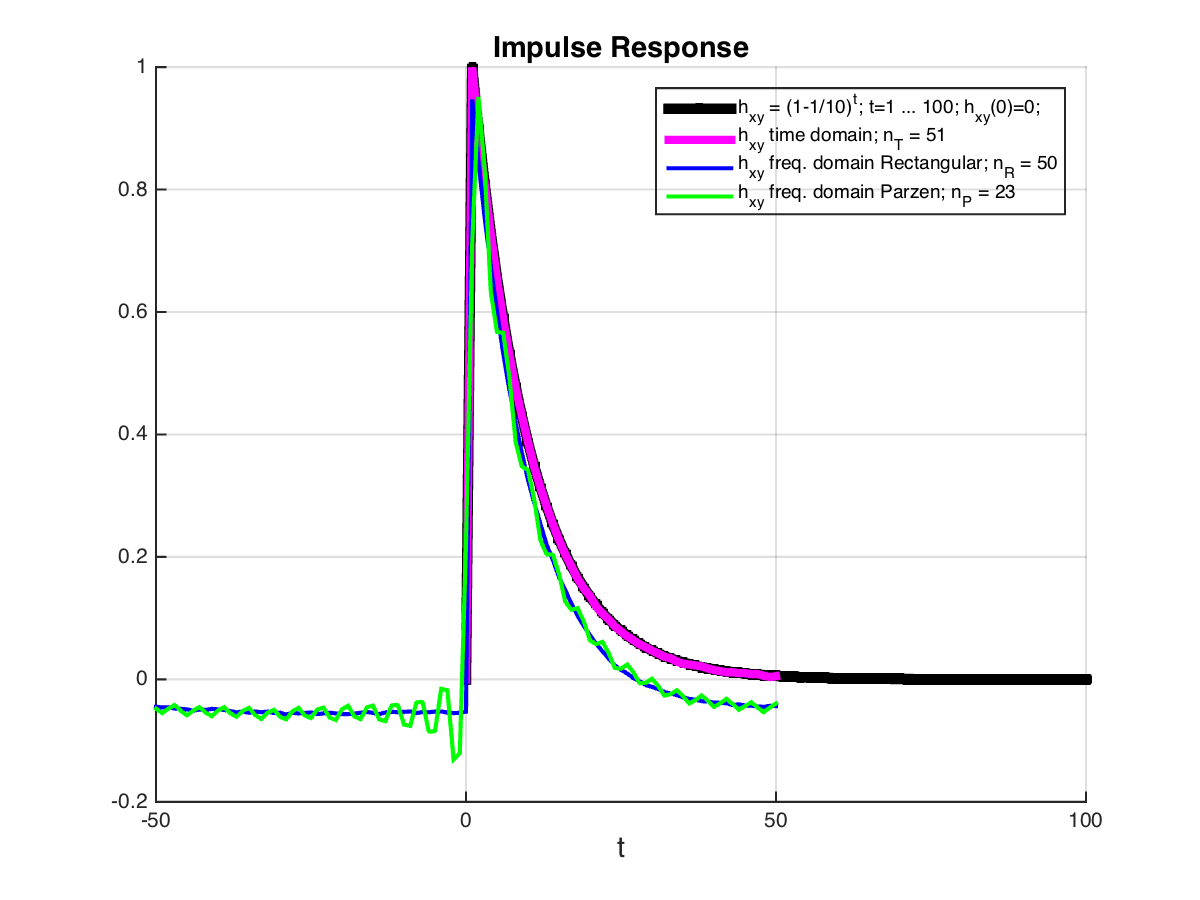 Impulse Response
h_xy = (1-1/10)^t; t=1 ... 100; h_xy(0)=0;
h_xy time domain; n_T = 51
h_xy freq. domain Rectangular; n_R = 50
h_xy freq. domain Parzen; n_P = 23
1
0.8
0.6
0.4
0.2
0
-0.2
-50 0 50 100
t